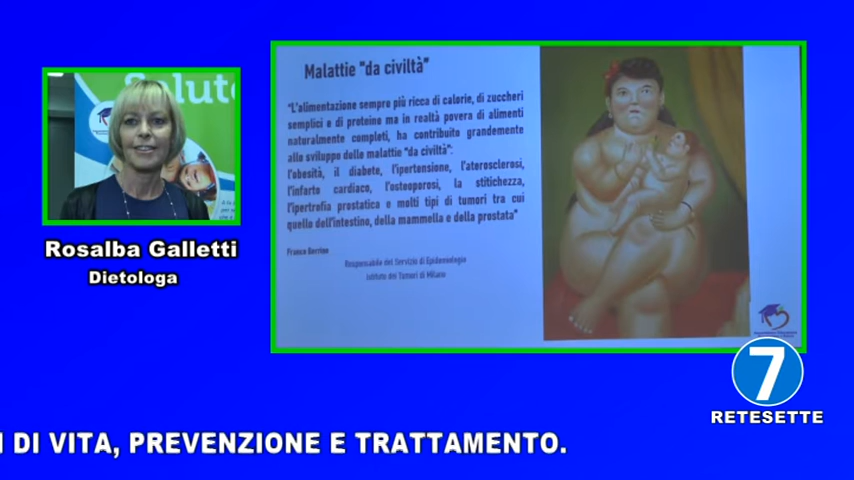 Salute
Malattie "da civiltà"
"L'alimentazione sempre più ricca di calorie, di zuccheri
semplici e di proteine ma in realtà povera di alimenti
naturalmente completi, ha contribuito grandemente
allo sviluppo delle malattie "da civiltà":
l'obesità, il diabete, l'ipertensione, l'aterosclerosi,
l'infarto cardiaco, l'osteoporosi, la stitichezza,
l'ipertrofia prostatica e molti tipi di tumori tra cui
quello dell'intestino, della mammella e della prostata"
Franco Berrino
Responsabile del Servizio di Epidemiologia
Istituto dei Tumori di Milano
Rosalba Galletti
Dietologa
7
RETESETTE
I DI VITA, PREVENZIONE E TRATTAMENTO.